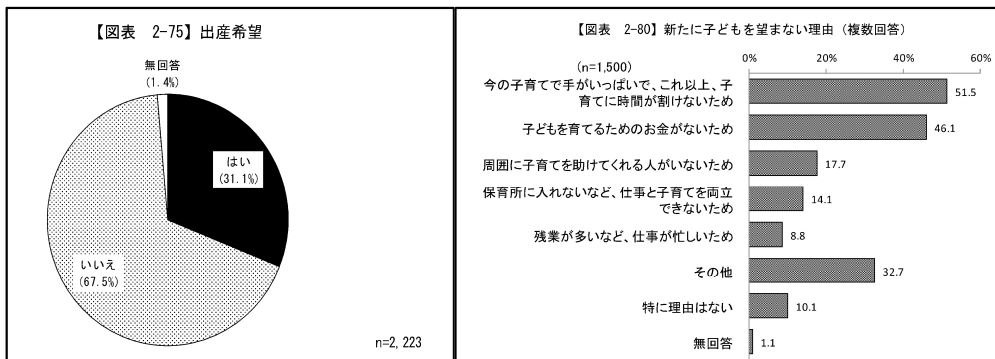 【図表 2-75】出産希望
無回答
(1.4%)
はい
(31.1%)
いいえ
(67.5%)
n=2,223
【図表 2-80】新たに子どもを望まない理由（複数回答）
0%
20%
40%
60%
(n=1,500)
今の子育てで手がいっぱいで、これ以上、子
育てに時間が割けないため
51.5
子どもを育てるためのお金がないため
46.1
周囲に子育てを助けてくれる人がいないため
17.7
保育所に入れないなど、仕事と子育てを両立
できないため
14.1
残業が多いなど、仕事が忙しいため
8.8
その他
32.7
特に理由はない
10.1
無回答
1.1